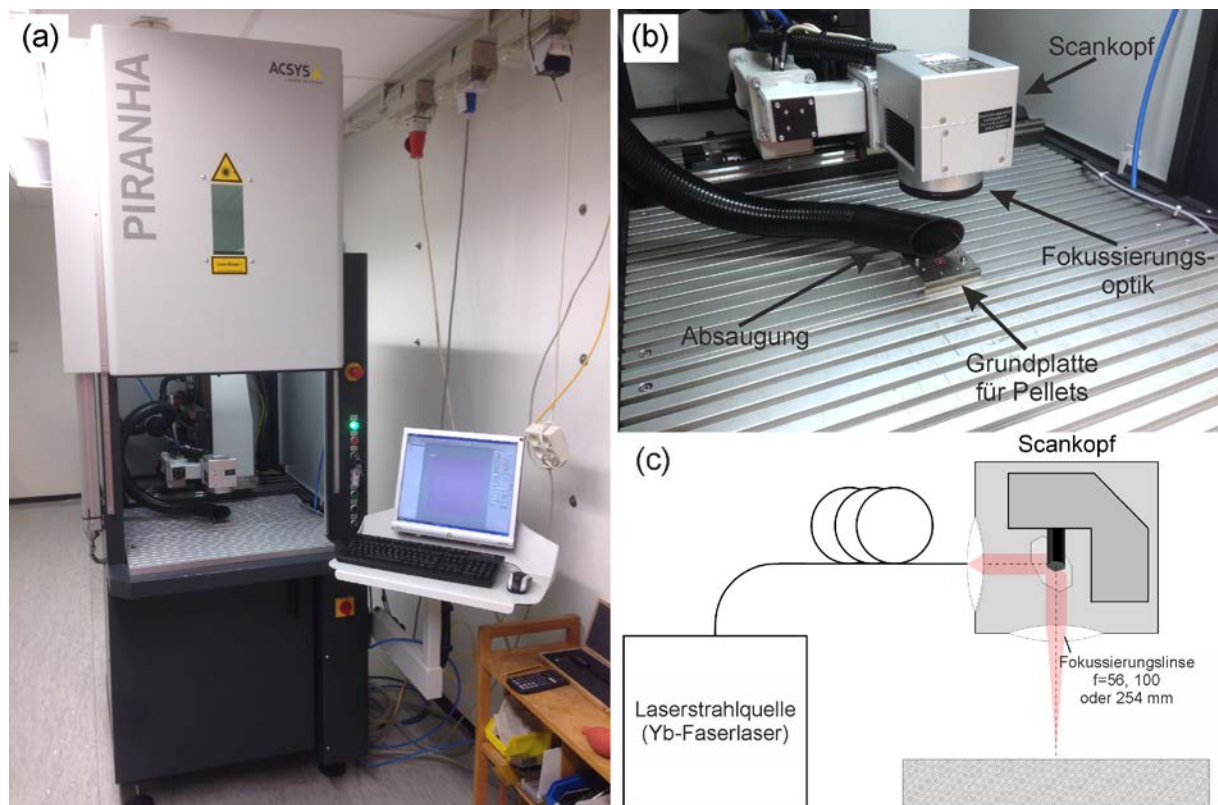 (a)
PIRANHA
ACSYS
(b)
Scankopf
Fokussierungs-
optik
Absaugung
Grundplatte
für Pellets
(c)
Scankopf
Fokussierungslinse
f=56, 100
oder 254 mm
Laserstrahlquelle
(Yb-Faserlaser)